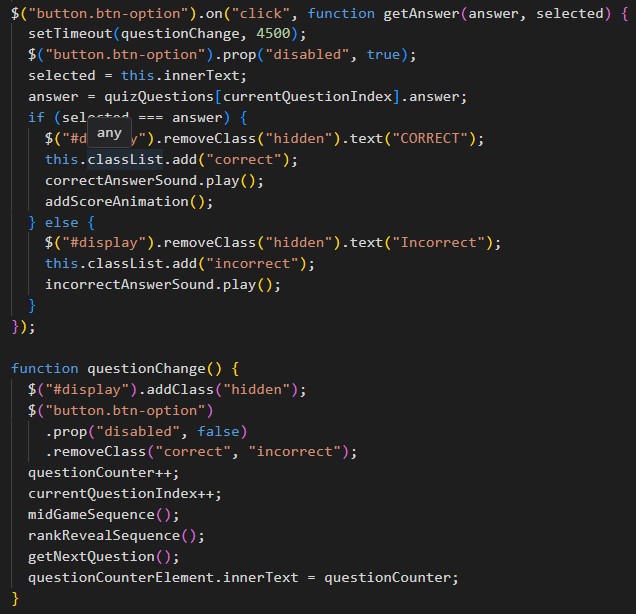 $("button.btn-option").on("click", function getAnswer(answer, selected) {
  setTimeout(questionChange, 4500);
  $("button.btn-option").prop("disabled", true);
  selected = this.innerText;
  answer = quizQuestions[currentQuestionIndex].answer;
  if (selected === answer) {
any
    $("#d y").removeClass("hidden").text("CORRECT");
    this.classList.add("correct");
    correctAnswerSound.play();
    addScoreAnimation();
  } else {
    $("#display").removeClass("hidden").text("Incorrect");
    this.classList.add("incorrect");
    incorrectAnswerSound.play();
  }
});

function questionChange() {
  $("#display").addClass("hidden");
  $("button.btn-option")
    .prop("disabled", false)
    .removeClass("correct", "incorrect");
  questionCounter++;
  currentQuestionIndex++;
  midGameSequence();
  rankRevealSequence();
  getNextQuestion();
  questionCounterElement.innerText = questionCounter;
}